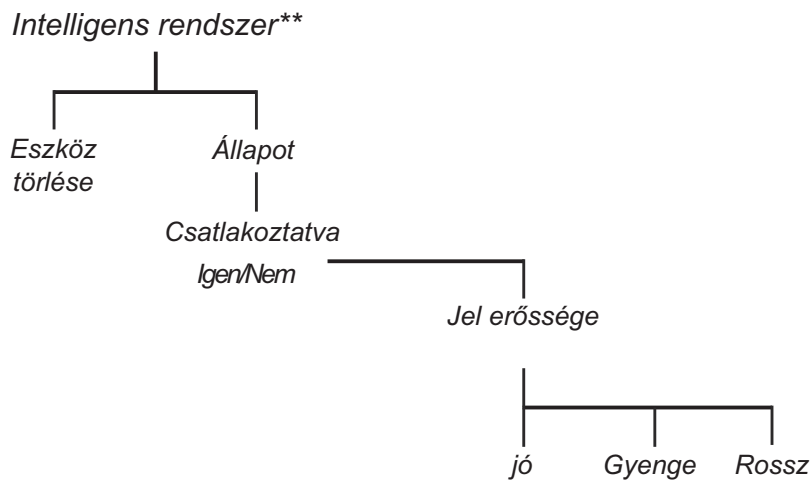 Intelligens rendszer**
Eszköz
törlése
Állapot
Csatlakoztatva
Igen/Nem
Jel erőssége
jó
Gyenge
Rossz